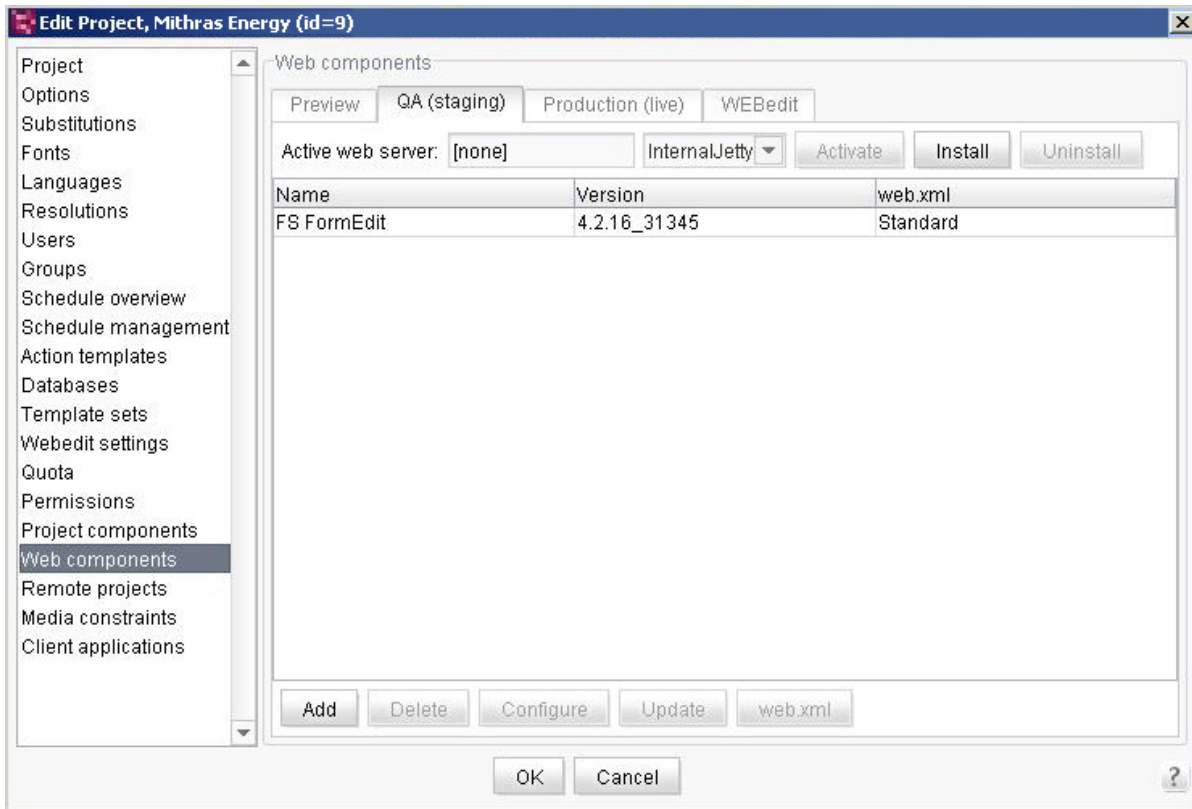 Edit Project, Mithras Energy (id=9)
Project
Options
Substitutions
Fonts
Languages
Resolutions
Users
Groups
Schedule overview
Schedule management
Action templates
Databases
Template sets
Webedit settings
Quota
Permissions
Project components
Web components
Remote projects
Media constraints
Client applications
Web components
Preview QA (staging) Production (live) WEBedit
Active web server: [none] InternalJetty Activate Install Uninstall
Name Version web.xml
FS FormEdit 4.2.16_31345 Standard
Add Delete Configure Update web.xml
OK Cancel ?